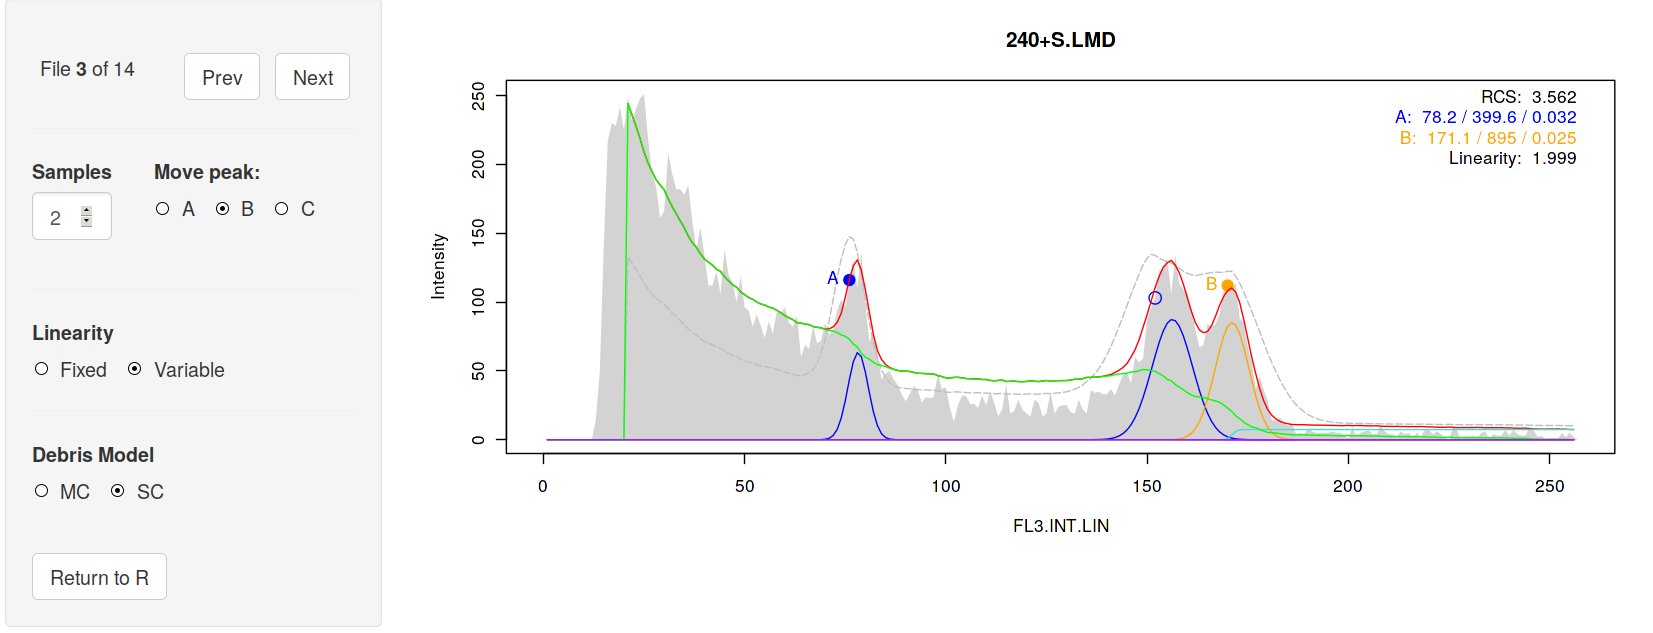 File 3 of 14
Prev
Next
Samples
Move peak:
2
A
B
C
Linearity
Fixed
Variable
Debris Model
MC
SC
Return to R
240+S.LMD
RCS: 3.562
A: 78.2 / 399.6 / 0.032
B: 171.1 / 895 / 0.025
Linearity: 1.999
A
B
Intensity
250
200
150
100
50
0
0
50
100
150
200
250
FL3.INT.LIN